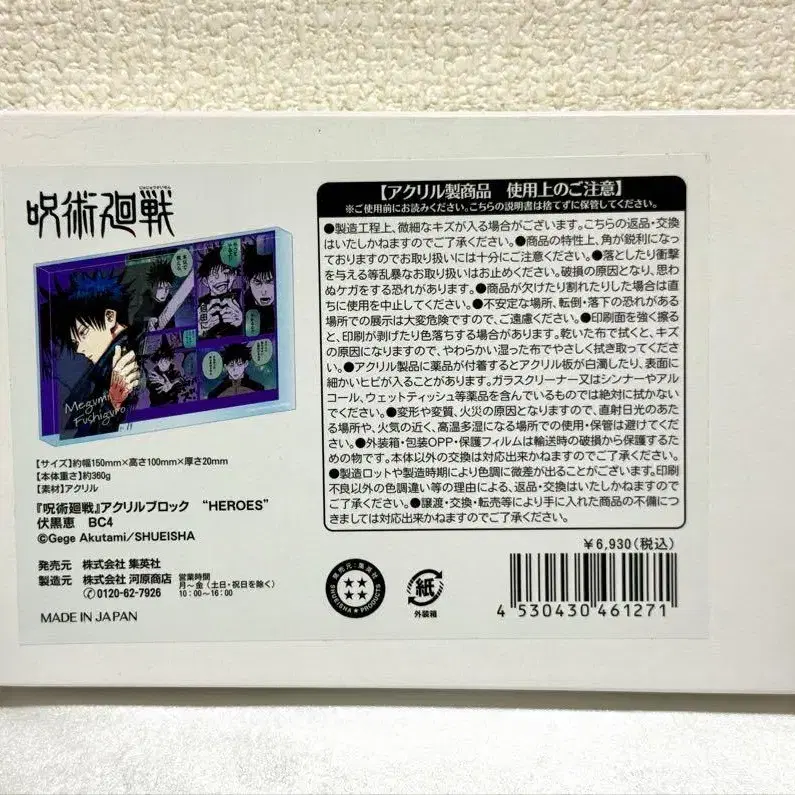 じゅじゅつかいせん
呪術廻戦
Megumi
Fushiguro
【サイズ】約幅150mm×高さ100mm×厚さ20mm
【本体重さ】約360g
【素材】アクリル
『呪術廻戦』アクリルブロック “HEROES”
伏黒恵 BC4
©Gege Akutami/SHUEISHA
発売元 株式会社 集英社
製造元 株式会社 河原商店
0120-62-7926
営業時間
月～金（土日・祝日を除く）
10：00～16：00
MADE IN JAPAN
【アクリル製商品 使用上のご注意】
※ご使用前にお読みください。こちらの説明書は捨てずに保管してください。
●製造工程上、微細なキズが入る場合がございます。こちらの返品・交換
はいたしかねますのでご了承ください。●商品の特性上、角が鋭利になっ
ておりますのでお取り扱いには十分にご注意ください。●落としたり衝撃
を与える等乱暴なお取り扱いはお止めください。破損の原因となり、思わ
ぬケガをする恐れがあります。●商品が欠けたり割れたりした場合は直
ちに使用を中止してください。●不安定な場所、転倒・落下の恐れがある
場所での展示は大変危険ですので、ご遠慮ください。●印刷面を強く擦る
と、印刷が剥げたり色落ちする場合があります。乾いた布で拭くと、キズ
の原因になりますので、やわらかい湿った布でやさしく拭き取ってくださ
い。●アクリル製品に薬品が付着するとアクリル板が白濁したり、表面に
細かいヒビが入ることがあります。ガラスクリーナー又はシンナーやアル
コール、ウェットティッシュ等薬品を含んでいるものでは絶対に拭かない
でください。●変形や変質、火災の原因となりますので、直射日光のあた
る場所や、火気の近く、高温多湿になる場所での使用・保管は避けてくだ
さい。●外装箱・包装OPP・保護フィルムは輸送時の破損から保護するた
めの物です。本体以外の交換は対応出来かねますのでご了承ください。
●製造ロットや製造時期により色調に微差が出ることがございます。印刷
不良以外の色調違い等の理由による、返品・交換はいたしかねますので
ご了承ください。●譲渡・交換・転売等により手に入れた商品の不備につ
きましては対応出来かねますのでご了承ください。
￥6,930（税込）
発売元：集英社
SHUEISHA PRODUCTS
紙
外装箱
4 530430 461271